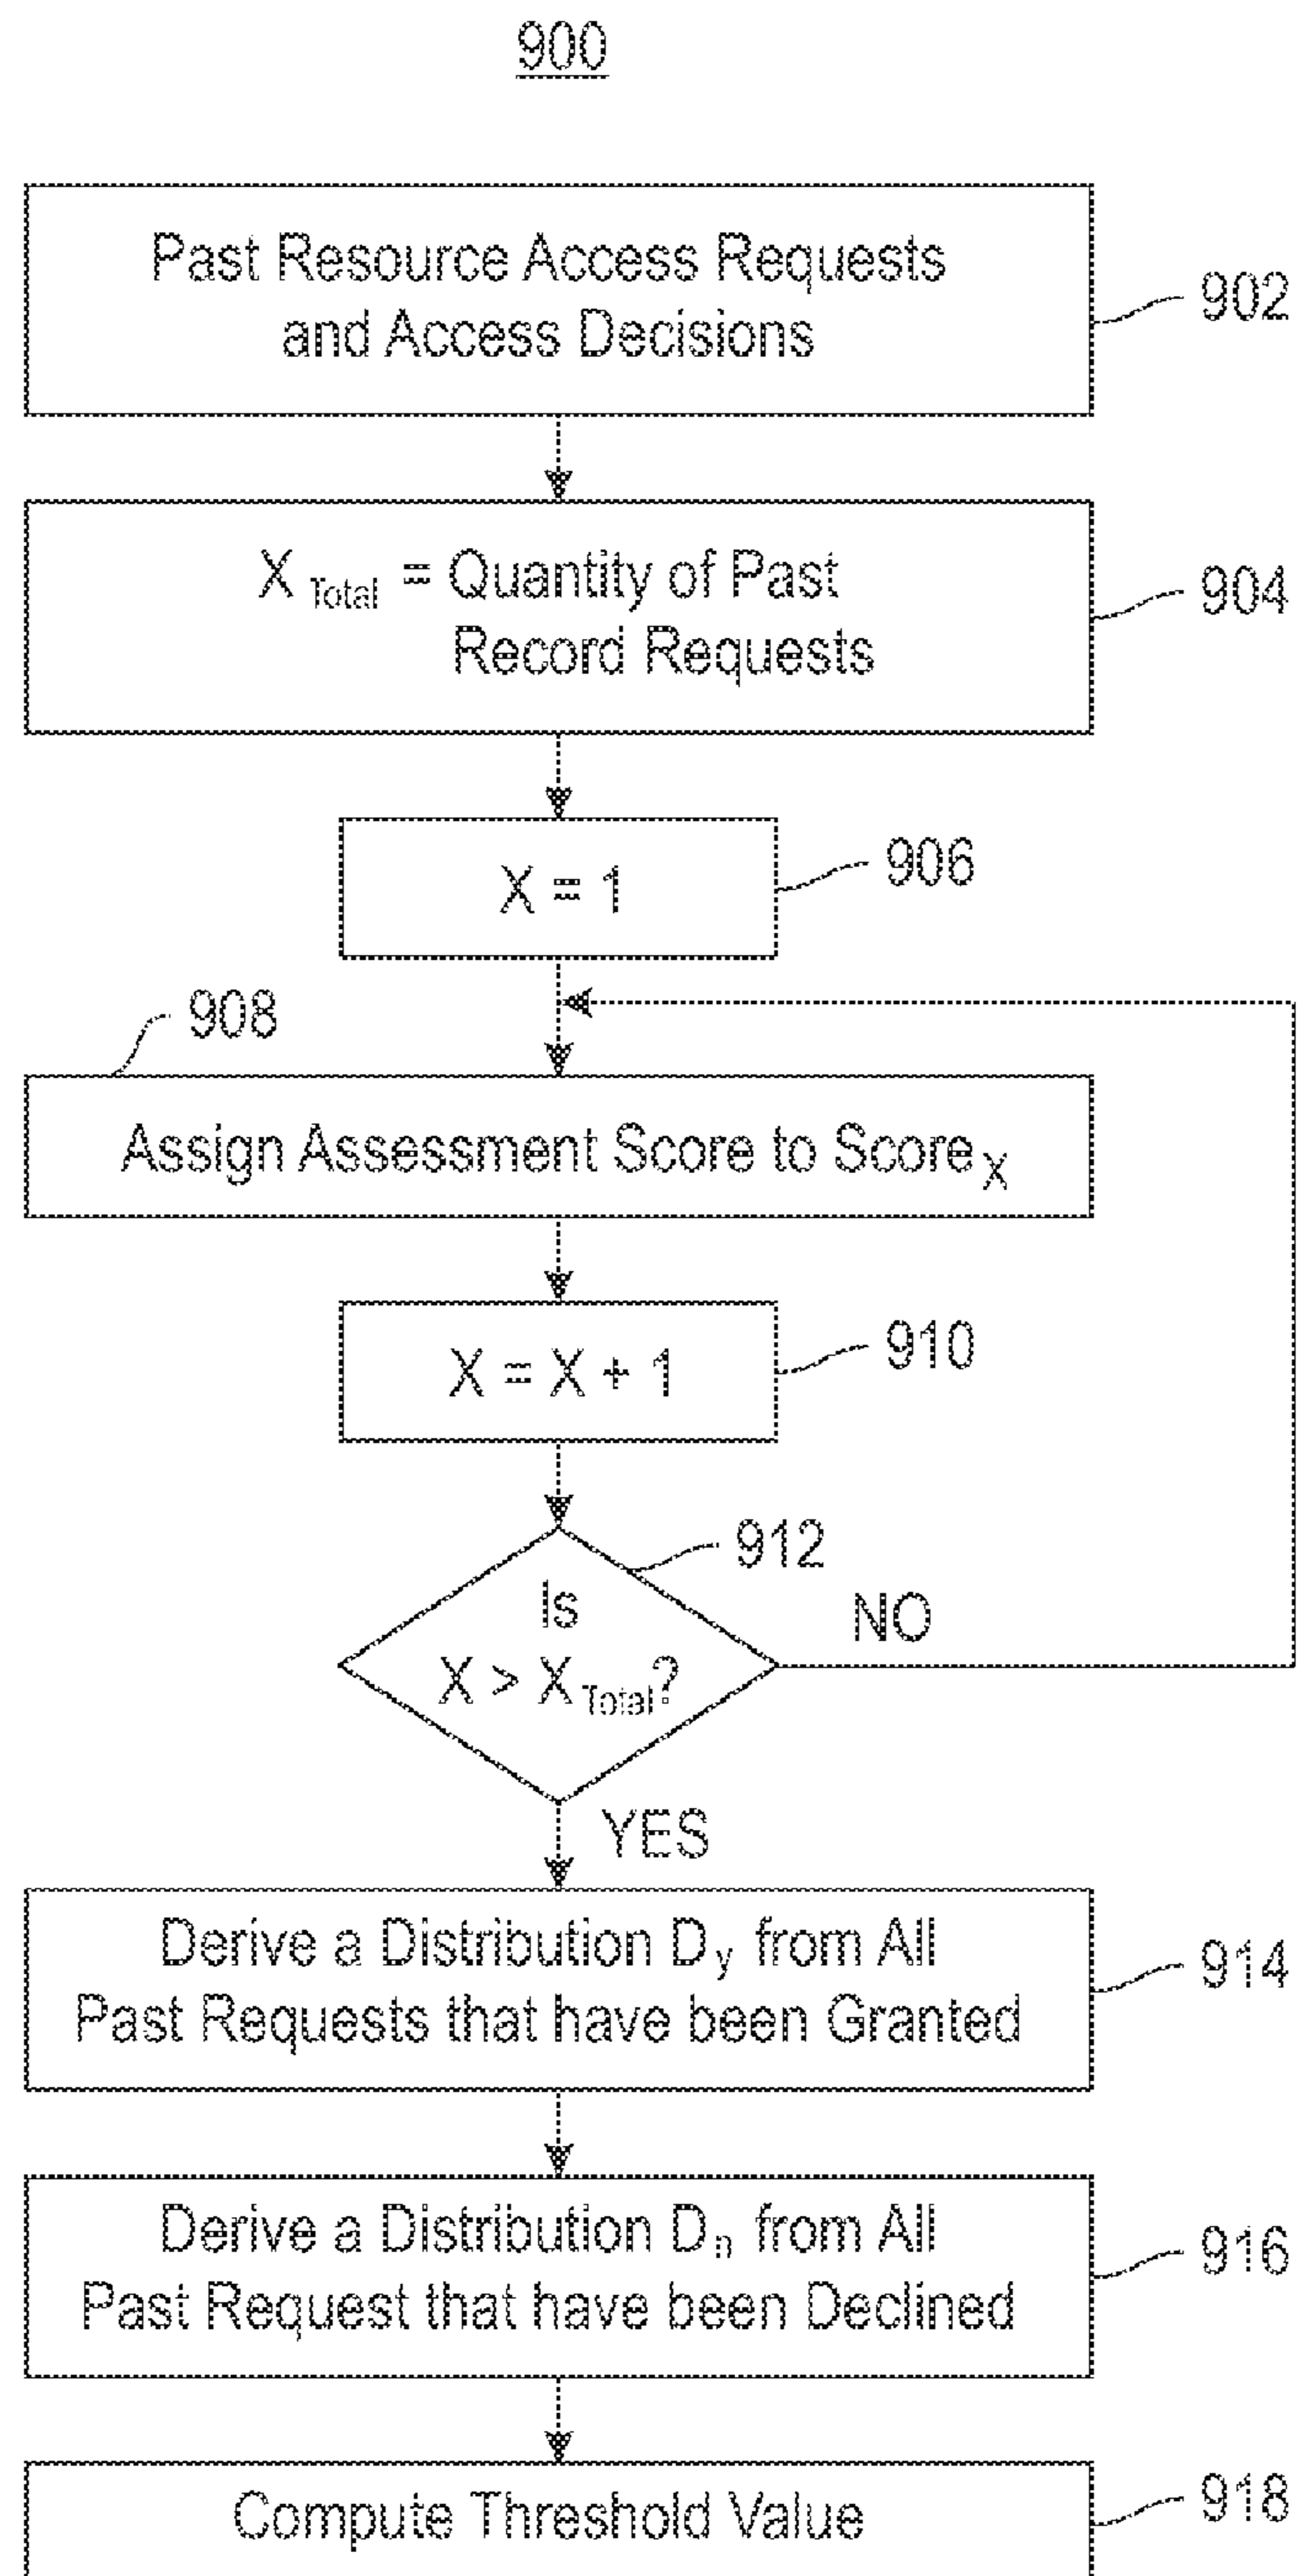 900
Past Resource Access Requests
and Access Decisions
902
X Total = Quantity of Past
Record Requests
904
X = 1
906
908
Assign Assessment Score to Score X
X = X + 1
910
912
Is
X > X Total?
NO
YES
Derive a Distribution Dy from All
Past Requests that have been Granted
914
Derive a Distribution Dn from All
Past Request that have been Declined
916
Compute Threshold Value
918